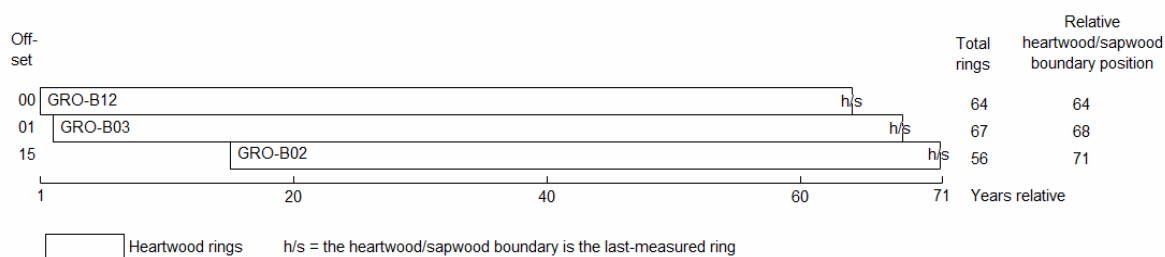 Off-
set
Total
rings
Relative
heartwood/sapwood
boundary position
00 GRO-B12 h/s 64 64
01 GRO-B03 h/s 67 68
15 GRO-B02 h/s 56 71
1 20 40 60 71 Years relative
Heartwood rings h/s = the heartwood/sapwood boundary is the last-measured ring